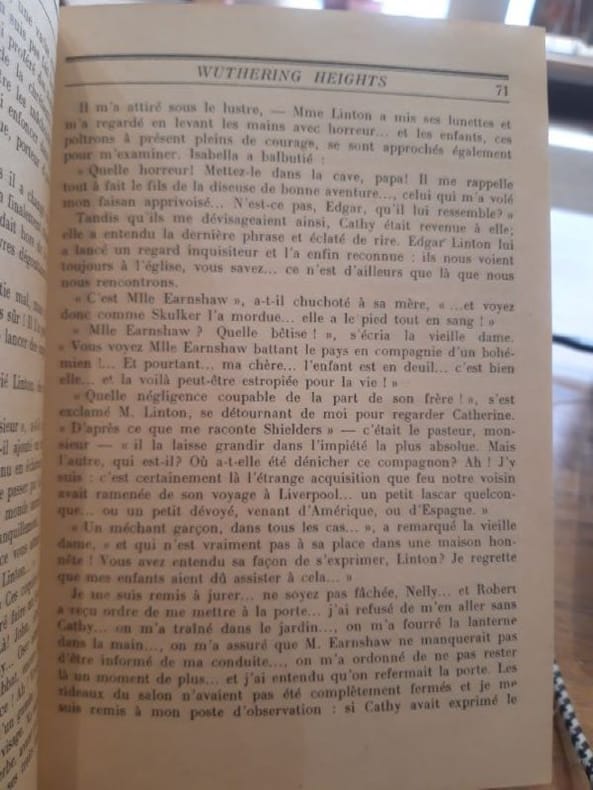 WUTHERING HEIGHTS
71
Il m'a attiré sous le lustre, — Mme Linton a mis ses lunettes et
m'a regardé en levant les mains avec horreur... et les enfants, ces
poltrons à présent pleins de courage, se sont approchés également
pour m'examiner. Isabella a balbutié :
« Quelle horreur! Mettez-le dans la cave, papa! Il me rappelle
tout à fait le fils de la diseuse de bonne aventure..., celui qui m'a volé
mon faisan apprivoisé... N'est-ce pas, Edgar, qu'il lui ressemble? »
Tandis qu'ils me dévisageaient ainsi, Cathy était revenue à elle;
elle a entendu la dernière phrase et éclaté de rire. Edgar Linton lui
a lancé un regard inquisiteur et l'a enfin reconnue : ils nous voient
toujours à l'église, vous savez... ce n'est d'ailleurs que là que nous
nous rencontrons.
« C'est Mlle Earnshaw », a-t-il chuchoté à sa mère, « ...et voyez
donc comme Skulker l'a mordue... elle a le pied tout en sang ! »
« Mlle Earnshaw ? Quelle bêtise ! », s'écria la vieille dame.
« Vous voyez Mlle Earnshaw battant le pays en compagnie d'un bohé-
mien !... Et pourtant... ma chère... l'enfant est en deuil... c'est bien
elle... et la voilà peut-être estropiée pour la vie ! »
« Quelle négligence coupable de la part de son frère ! », s'est
exclamé M. Linton, se détournant de moi pour regarder Catherine.
« D'après ce que me raconte Shielders » — c'était le pasteur, mon-
sieur — « il la laisse grandir dans l'impiété la plus absolue. Mais
l'autre, qui est-il? Où a-t-elle été dénicher ce compagnon? Ah ! J'y
suis : c'est certainement là l'étrange acquisition que feu notre voisin
avait ramenée de son voyage à Liverpool... un petit lascar quelcon-
que... ou un petit dévoyé, venant d'Amérique, ou d'Espagne. »
« Un méchant garçon, dans tous les cas... », a remarqué la vieille
dame, « et qui n'est vraiment pas à sa place dans une maison hon-
nête ! Vous avez entendu sa façon de s'exprimer, Linton? Je regrette
que mes enfants aient dû assister à cela... »
Je me suis remis à jurer... ne soyez pas fâchée, Nelly... et Robert
a reçu ordre de me mettre à la porte... j'ai refusé de m'en aller sans
Cathy... on m'a traîné dans le jardin..., on m'a fourré la lanterne
dans la main..., on m'a assuré que M. Earnshaw ne manquerait pas
d'être informé de ma conduite..., on m'a ordonné de ne pas rester
là un moment de plus... et j'ai entendu qu'on refermait la porte. Les
rideaux du salon n'avaient pas été complètement fermés et je me
suis remis à mon poste d'observation : si Cathy avait exprimé le